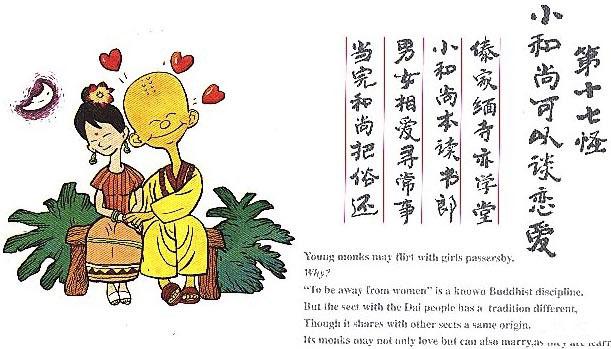 第十七怪
小和尚可以谈恋爱
傣家缅寺亦学堂
小和尚本读书郎
男女相爱寻常事
当完和尚把俗还
Young monks may flirt with girls passersby.
Why?
"To be away from women" is a known Buddhist discipline.
But the sect with the Dai people has a tradition different,
Though it shares with other sects a same origin.
Its monks may not only love but can also marry,as they are